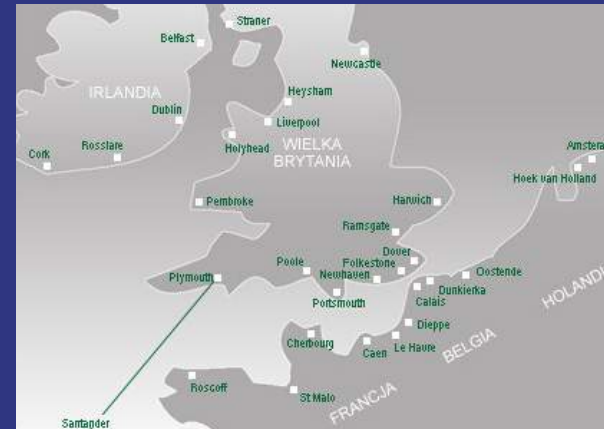 Straner
Belfast
Newcastle
IRLANDIA
Heysham
Dublin
Liverpool
Holyhead
WIELKA
BRYTANIA
Rosslare
Cork
Amstera
Hoek van Holland
Pembroke
Harwich
Ramsgate
Dover
Poole
Folkestone
Plymouth
Newhaven
Oostende
Dunkierka
Portsmouth
Calais
HOLANDI
Dieppe
BELGIA
Cherbourg
Caen
Le Havre
Roscoff
St Malo
FRANCJA
Santander